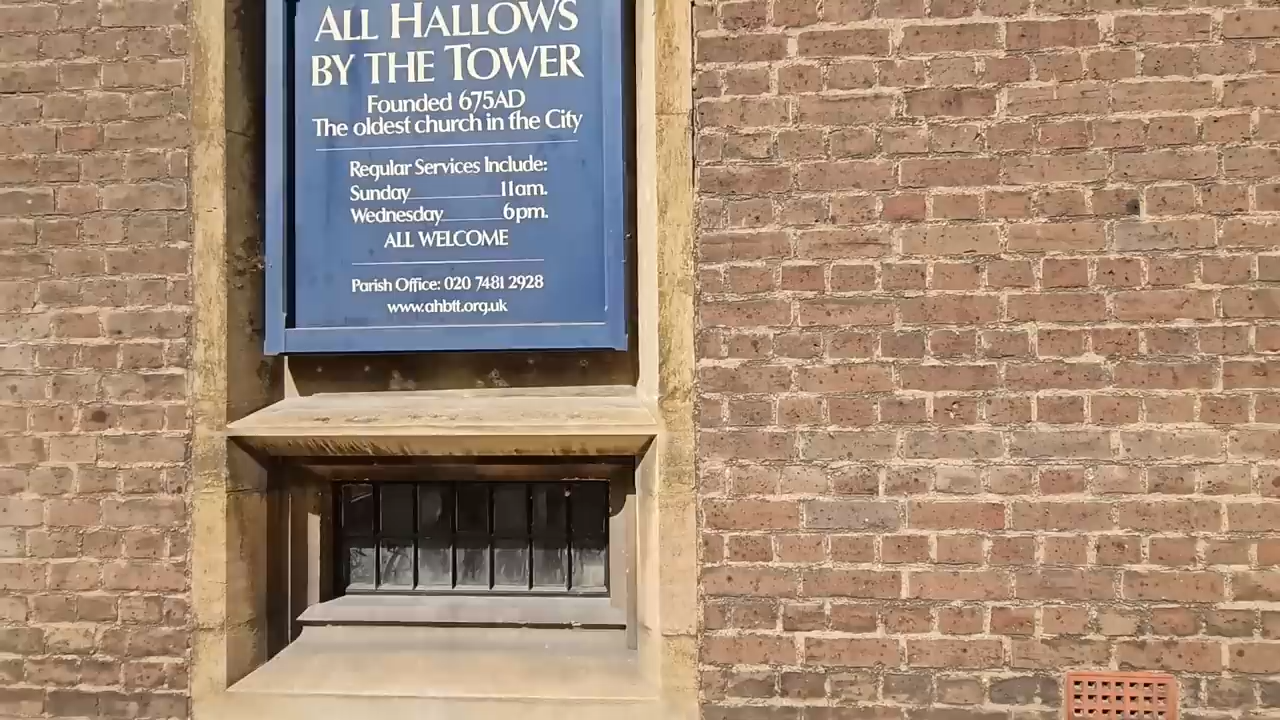 ALL HALLOWS
BY THE TOWER
Founded 675AD
The oldest church in the City
Regular Services Include:
Sunday 11am.
Wednesday 6pm.
ALL WELCOME
Parish Office: 020 7481 2928
www.ahbtt.org.uk